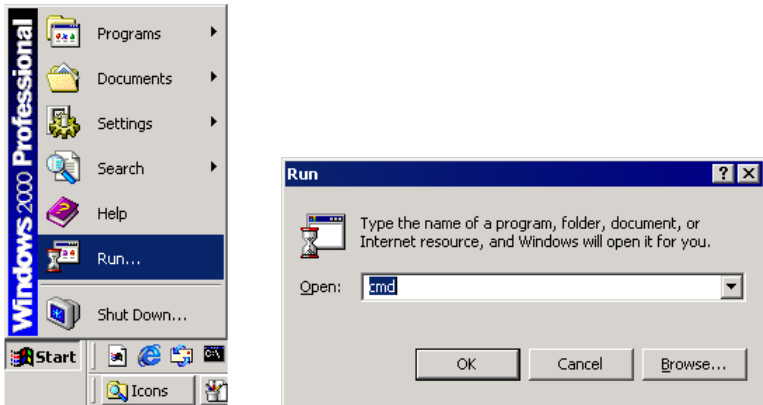 Windows 2000 Professional
Programs
Documents
Settings
Search
Help
Run...
Shut Down...
Start
Icons
Run
Type the name of a program, folder, document, or
Internet resource, and Windows will open it for you.
Open: cmd
OK Cancel Browse...